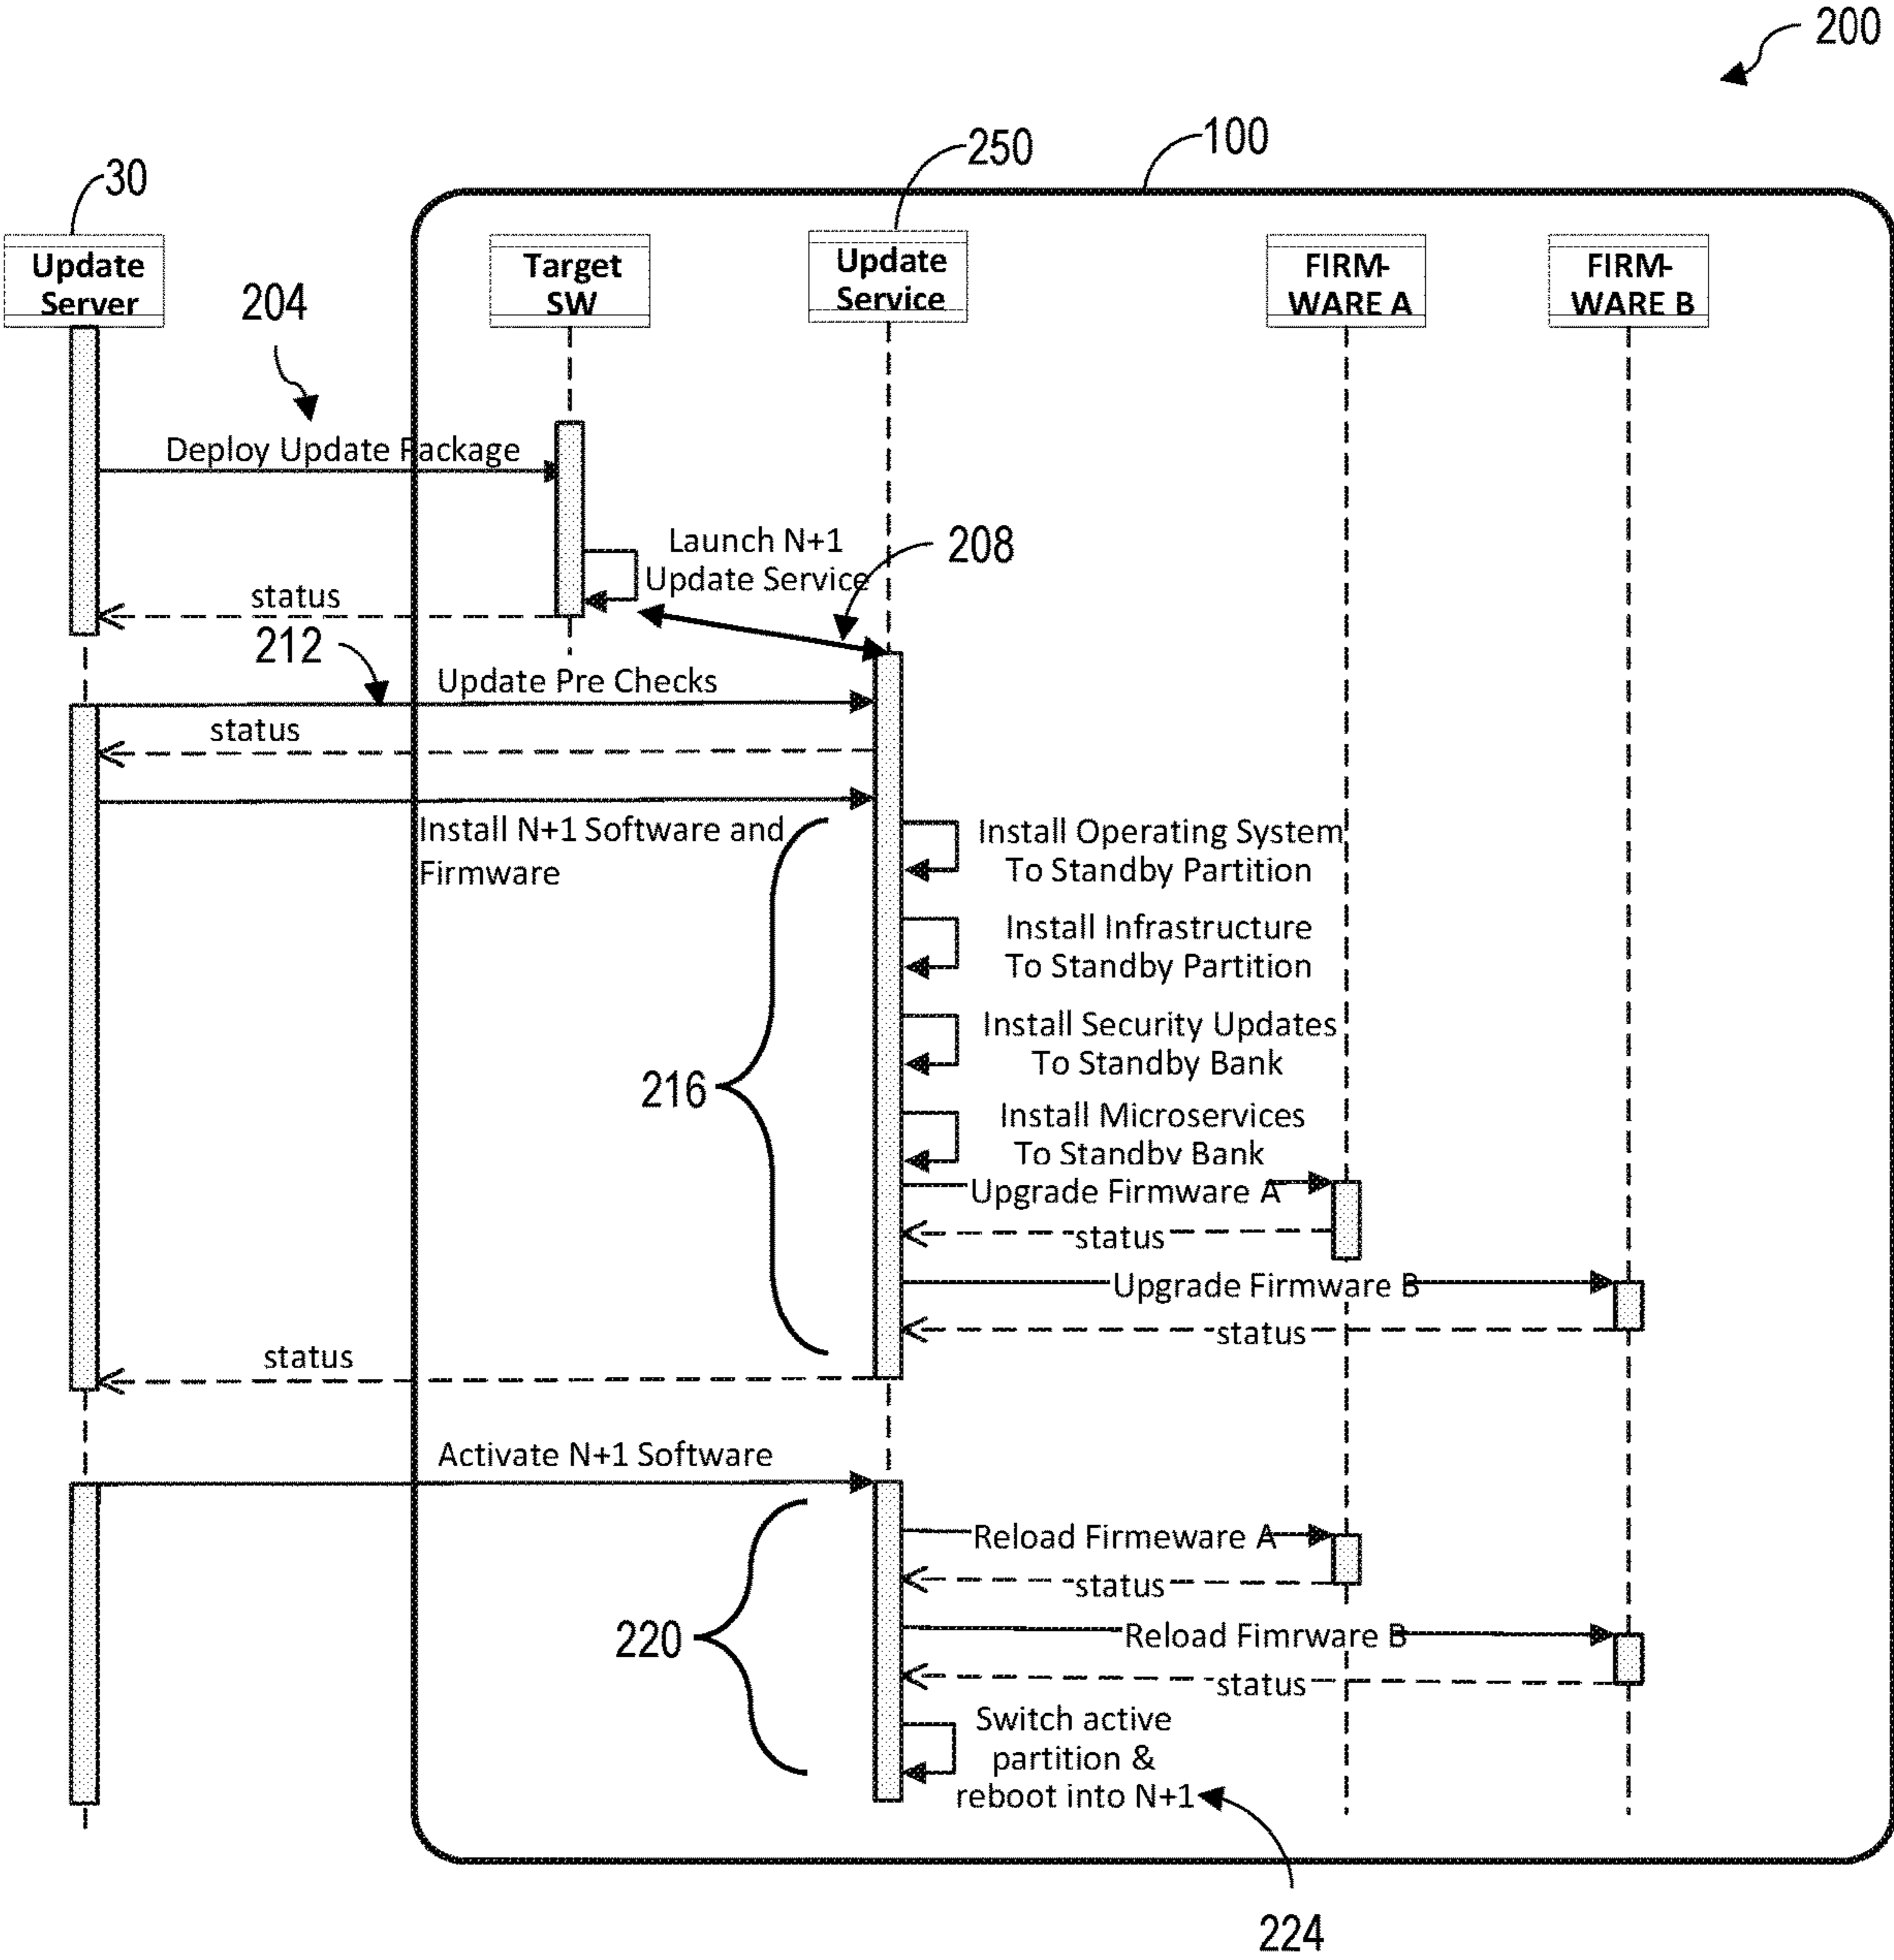 200
100
250
30
Update
Server
Target
SW
Update
Service
FIRM-
WARE A
FIRM-
WARE B
204
Deploy Update Package
Launch N+1
Update Service
208
status
212
Update Pre Checks
status
Install N+1 Software and
Firmware
Install Operating System
To Standby Partition
Install Infrastructure
To Standby Partition
Install Security Updates
To Standby Bank
216
Install Microservices
To Standby Bank
Upgrade Firmware A
status
Upgrade Firmware B
status
status
Activate N+1 Software
Reload Firmeware A
status
220
Reload Fimrware B
status
Switch active
partition &
reboot into N+1
224